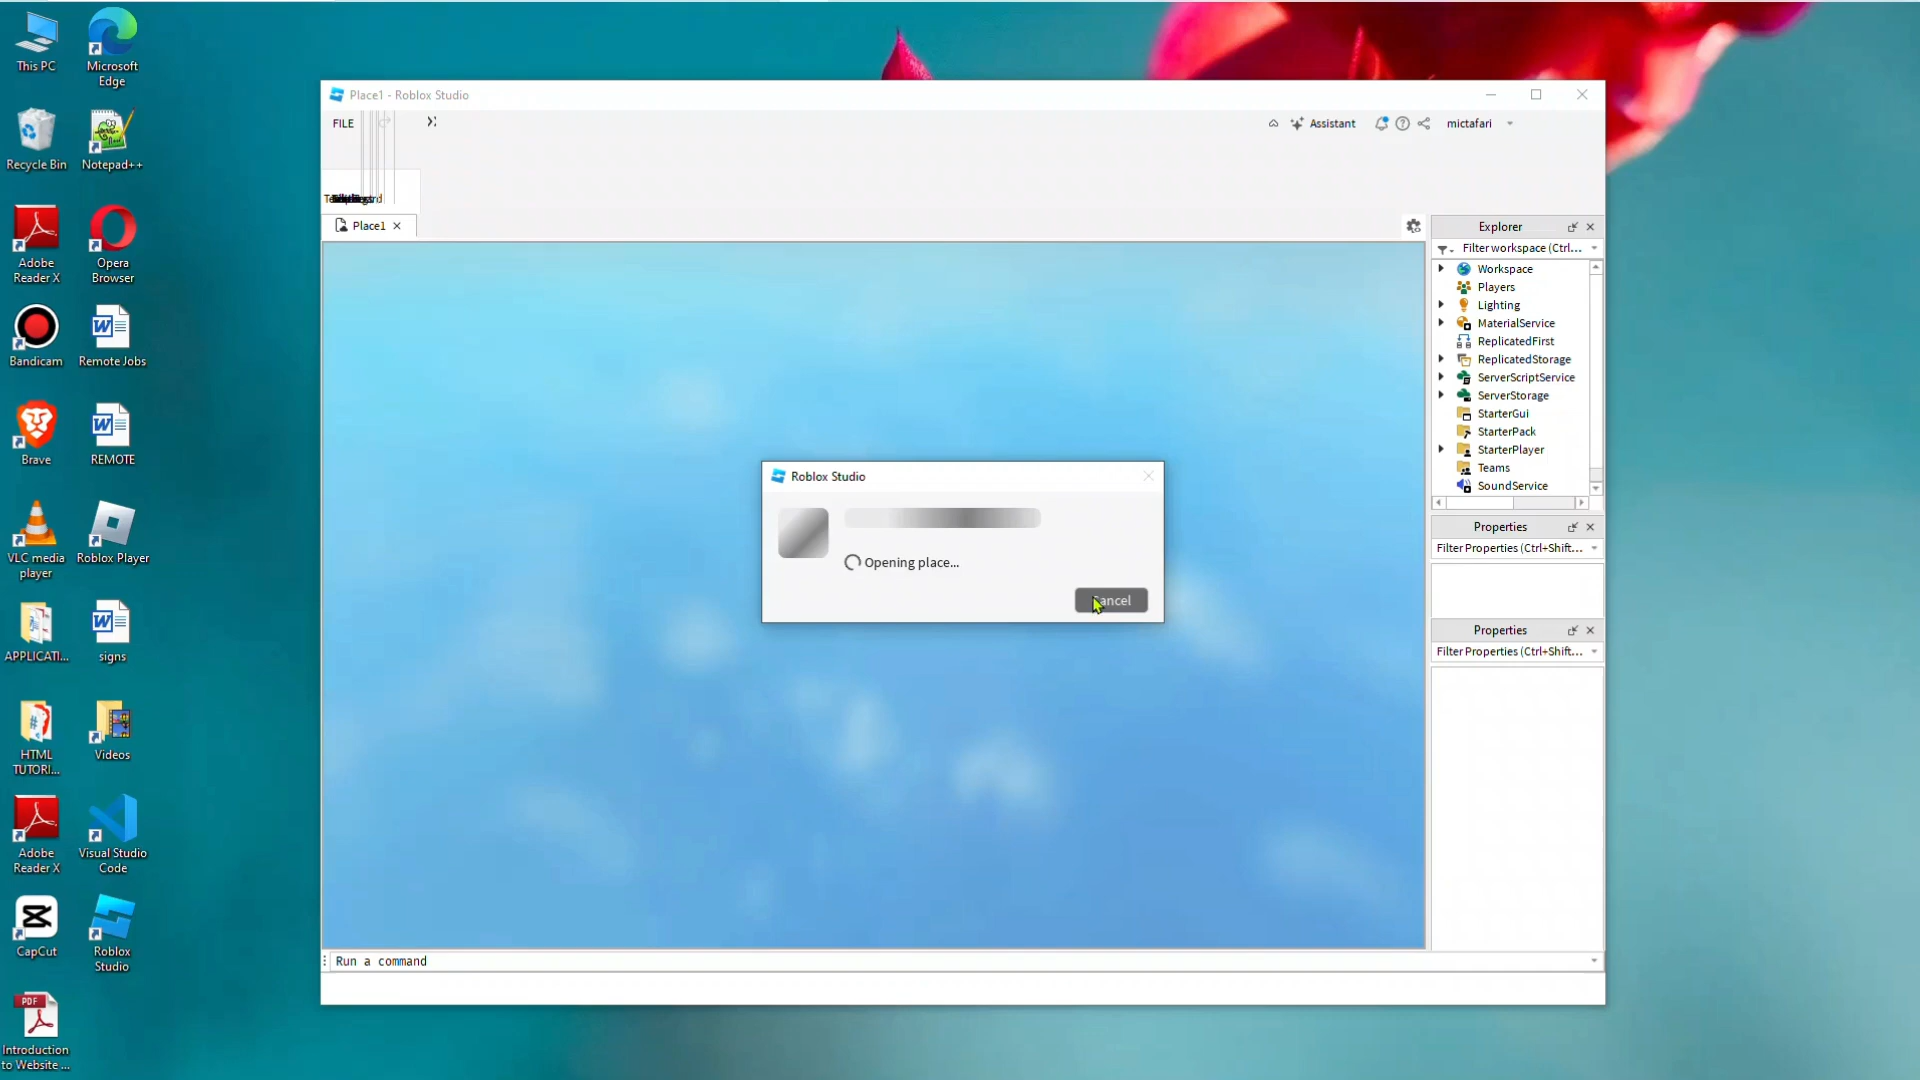 This PC
Microsoft
Edge
Recycle Bin
Notepad++
Adobe
Reader X
Opera
Browser
Bandicam
Remote Jobs
Brave
REMOTE
VLC media
player
Roblox Player
APPLICATI...
signs
HTML
TUTORI...
Videos
Adobe
Reader X
Visual Studio
Code
CapCut
Roblox
Studio
PDF
Introduction
to Website ...
Place1 - Roblox Studio
FILE
Assistant
mictafari
Place1
Explorer
Filter workspace (Ctrl...
Workspace
Players
Lighting
MaterialService
ReplicatedFirst
ReplicatedStorage
ServerScriptService
ServerStorage
StarterGui
StarterPack
StarterPlayer
Teams
SoundService
Properties
Filter Properties (Ctrl+Shift...
Properties
Filter Properties (Ctrl+Shift...
Roblox Studio
Opening place...
Cancel
Run a command